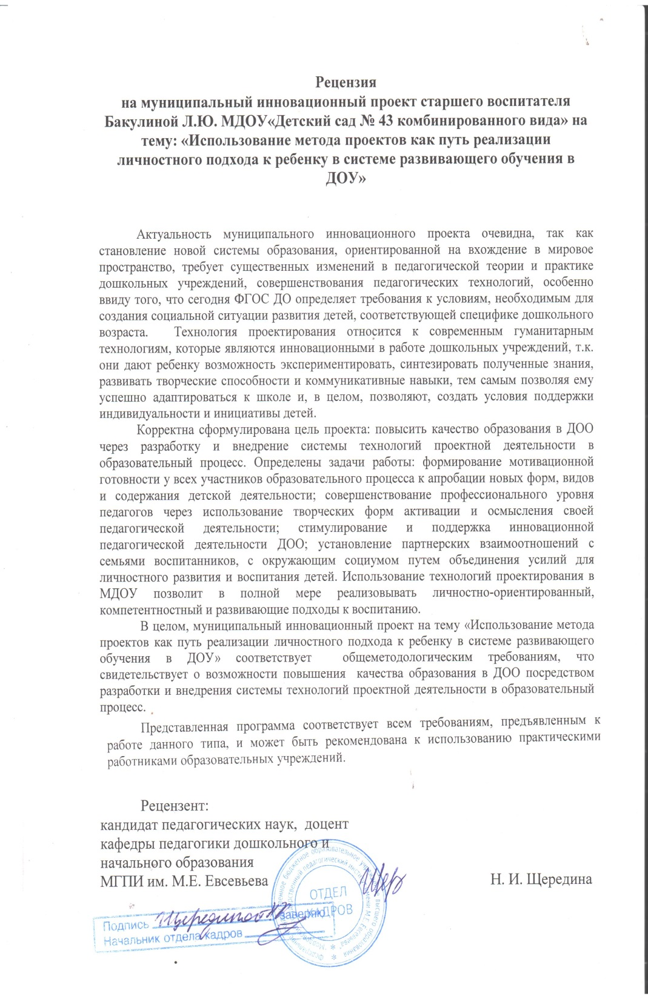 Рецензия
на муниципальный инновационный проект старшего воспитателя
Бакулиной Л.Ю. МДОУ«Детский сад № 43 комбинированного вида» на
тему: «Использование метода проектов как путь реализации
личностного подхода к ребенку в системе развивающего обучения в
ДОУ»
Актуальность муниципального инновационного проекта очевидна, так как
становление новой системы образования, ориентированной на вхождение в мировое
пространство, требует существенных изменений в педагогической теории и практике
дошкольных учреждений, совершенствования педагогических технологий, особенно
ввиду того, что сегодня ФГОС ДО определяет требования к условиям, необходимым для
создания социальной ситуации развития детей, соответствующей специфике дошкольного
возраста. Технология проектирования относится к современным гуманитарным
технологиям, которые являются инновационными в работе дошкольных учреждений, т.к.
они дают ребенку возможность экспериментировать, синтезировать полученные знания,
развивать творческие способности и коммуникативные навыки, тем самым позволяя ему
успешно адаптироваться к школе и, в целом, позволяют, создать условия поддержки
индивидуальности и инициативы детей.
Корректна сформулирована цель проекта: повысить качество образования в ДОО
через разработку и внедрение системы технологий проектной деятельности в
образовательный процесс. Определены задачи работы: формирование мотивационной
готовности у всех участников образовательного процесса к апробации новых форм, видов
и содержания детской деятельности; совершенствование профессионального уровня
педагогов через использование творческих форм активации и осмысления своей
педагогической деятельности; стимулирование и поддержка инновационной
педагогической деятельности ДОО; установление партнерских взаимоотношений с
семьями воспитанников, с окружающим социумом путем объединения усилий для
личностного развития и воспитания детей. Использование технологий проектирования в
МДОУ позволит в полной мере реализовывать личностно-ориентированный,
компетентностный и развивающие подходы к воспитанию.
В целом, муниципальный инновационный проект на тему «Использование метода
проектов как путь реализации личностного подхода к ребенку в системе развивающего
обучения в ДОУ» соответствует общеметодологическим требованиям, что
свидетельствует о возможности повышения качества образования в ДОО посредством
разработки и внедрения системы технологий проектной деятельности в образовательный
процесс.
Представленная программа соответствует всем требованиям, предъявленным к
работе данного типа, и может быть рекомендована к использованию практическими
работниками образовательных учреждений.
Рецензент:
кандидат педагогических наук, доцент
кафедры педагогики дошкольного и
начального образования
МГПИ им. М.Е. Евсевьева Н. И. Щередина
ОТДЕЛ
КАДРОВ
Подпись Щередина заверяю
Начальник отдела кадров